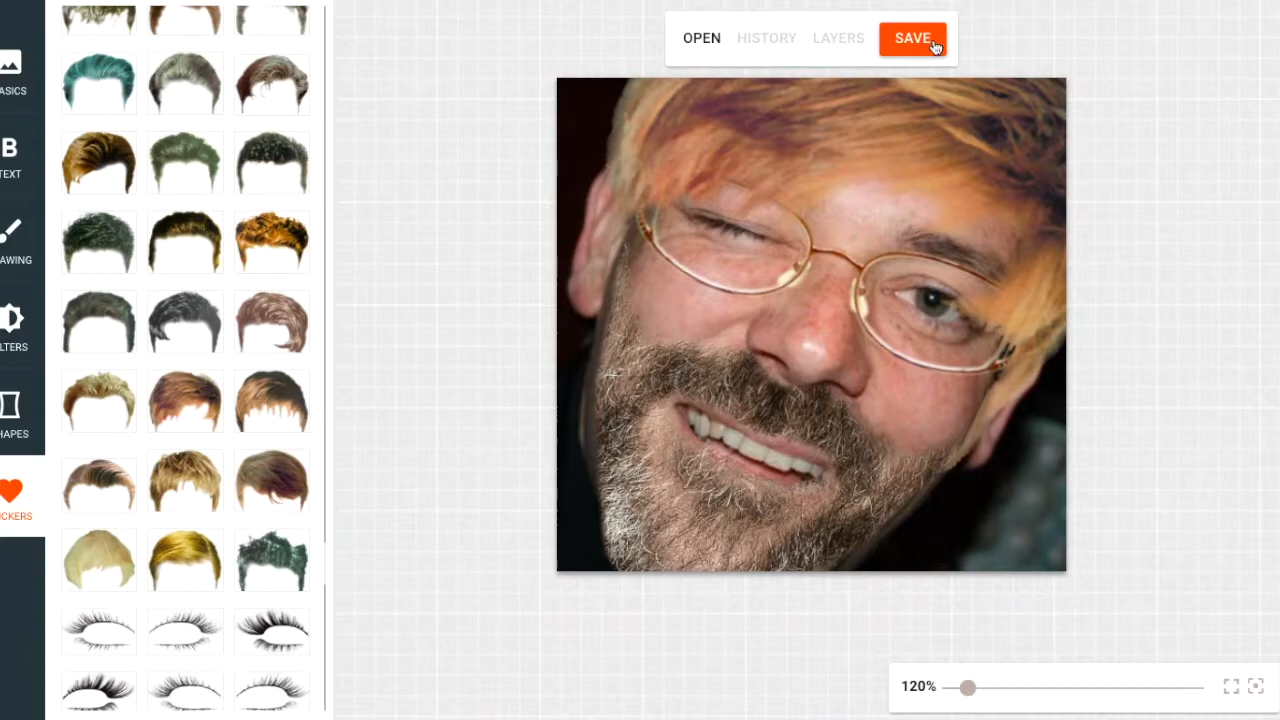 OPEN HISTORY LAYERS SAVE
ASICS
B
TEXT
AWING
LTERS
HAPES
ICKERS
120%